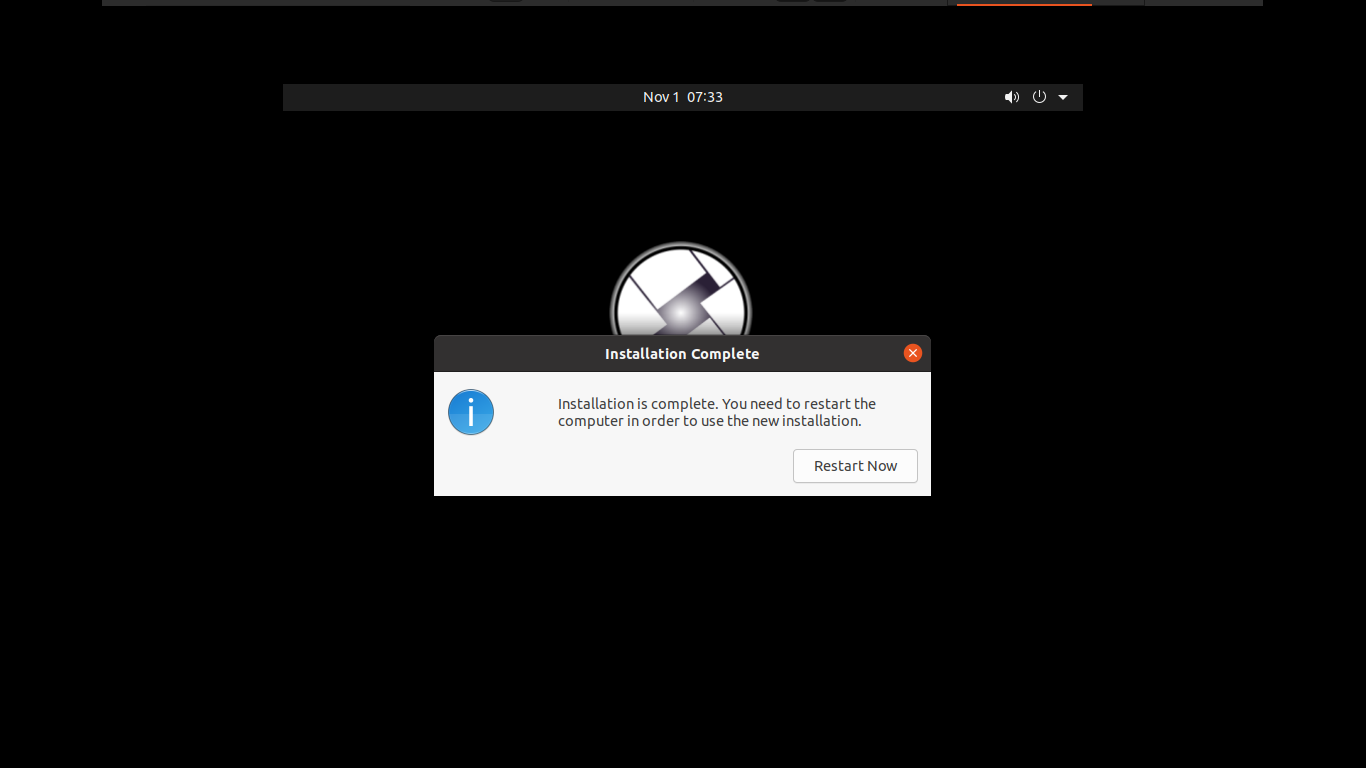 Nov 1 07:33
Installation Complete
Installation is complete. You need to restart the
computer in order to use the new installation.
Restart Now